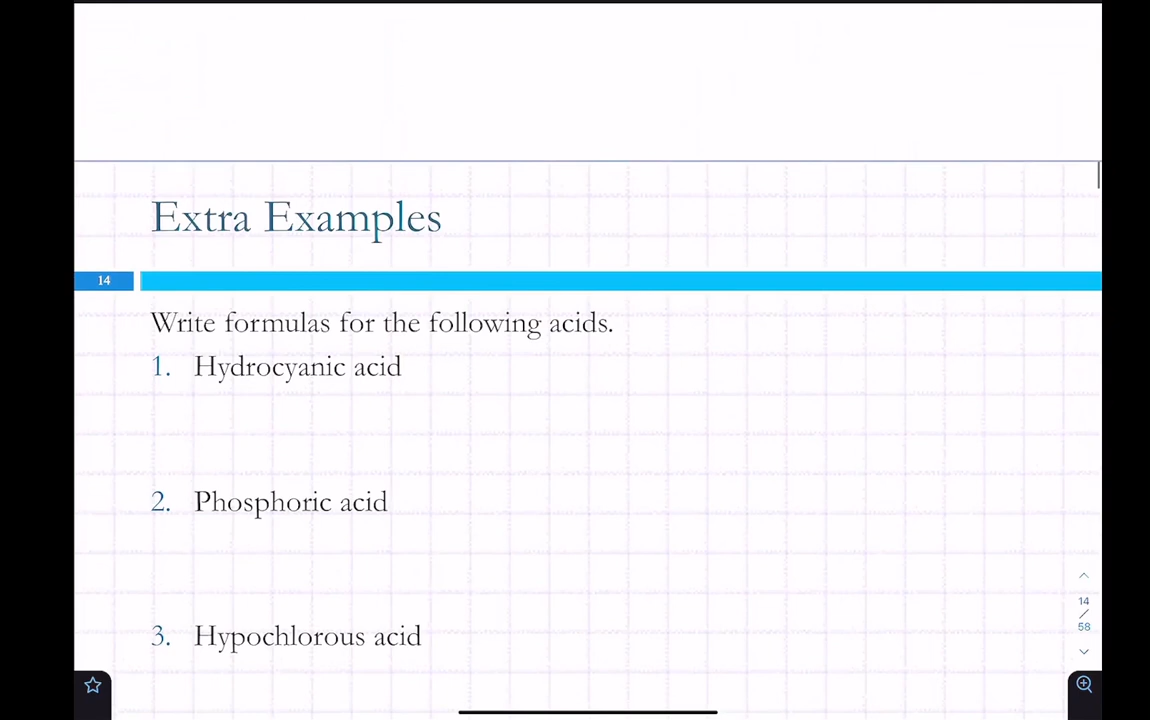 Extra Examples
14
Write formulas for the following acids.
1. Hydrocyanic acid
2. Phosphoric acid
3. Hypochlorous acid
14
/
58